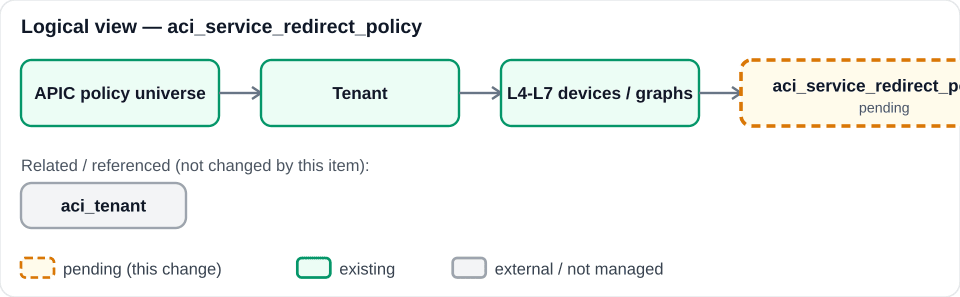 Logical view — aci_service_redirect_policy
APIC policy universe
Tenant
L4-L7 devices / graphs
aci_service_redirect_p
pending
Related / referenced (not changed by this item):
aci_tenant
pending (this change)
existing
external / not managed